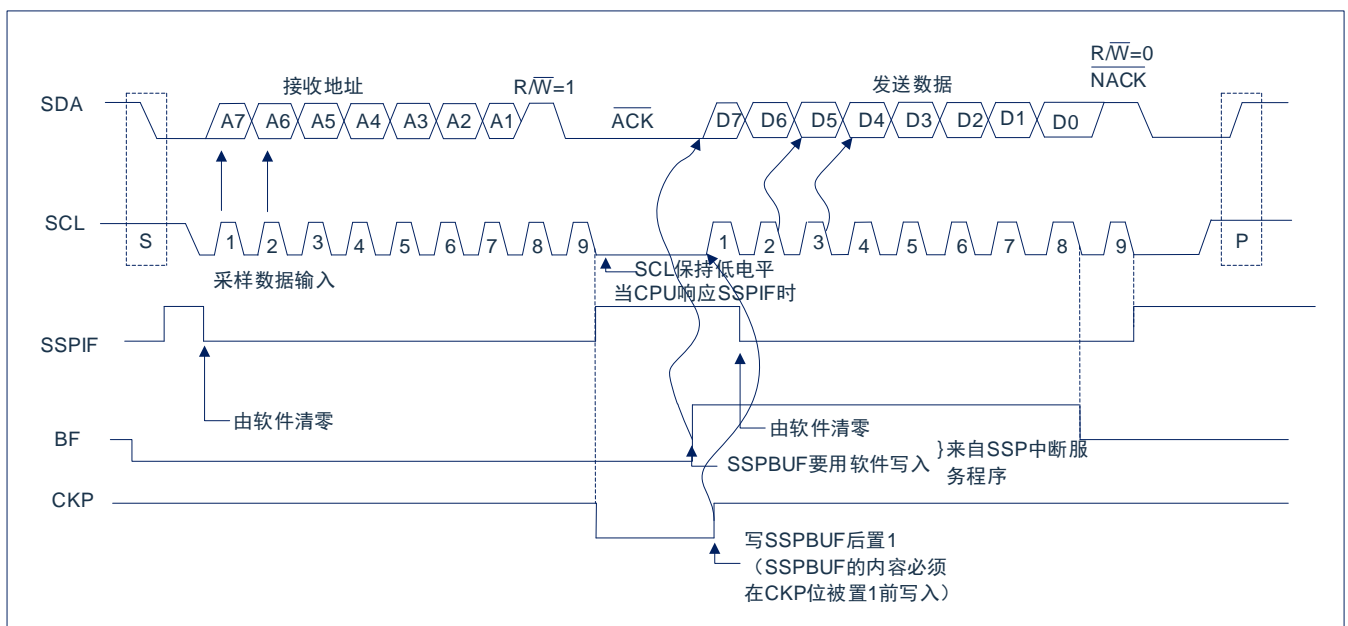 R/W=0
NACK
接收地址
R/W=1
发送数据
SDA
A7 A6 A5 A4 A3 A2 A1
ACK
D7 D6 D5 D4 D3 D2 D1 D0
SCL
S
1 2 3 4 5 6 7 8 9
1 2 3 4 5 6 7 8 9
P
采样数据输入
SCL保持低电平
当CPU响应SSPIF时
SSPIF
由软件清零
由软件清零
BF
SSPBUF要用软件写入
}来自SSP中断服
务程序
CKP
写SSPBUF后置1
（SSPBUF的内容必须
在CKP位被置1前写入）